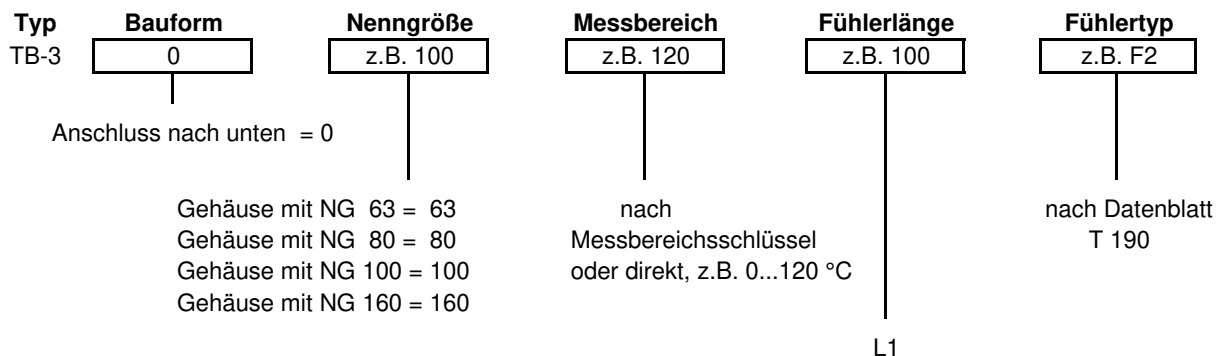 Typ Bauform Nenngröße Messbereich Fühlerlänge Fühlertyp
TB-3 0 z.B. 100 z.B. 120 z.B. 100 z.B. F2
Anschluss nach unten = 0
Gehäuse mit NG 63 = 63 nach nach Datenblatt
Gehäuse mit NG 80 = 80 Messbereichsschlüssel T 190
Gehäuse mit NG 100 = 100 oder direkt, z.B. 0...120 °C
Gehäuse mit NG 160 = 160
L1